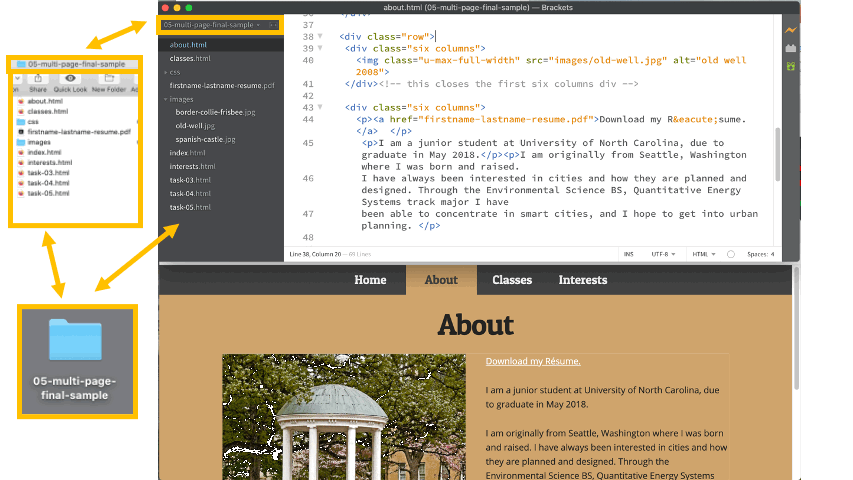 05-multi-page-final-sample
Share Quick Look New Folder
about.html
classes.html
css
firstname-lastname-resume.pdf
images
index.html
interests.html
task-03.html
task-04.html
task-05.html
05-multi-page-
final-sample
about.html (05-multi-page-final-sample) — Brackets
05-multi-page-final-sample
about.html
classes.html
css
firstname-lastname-resume.pdf
images
border-collie-frisbee.jpg
old-well.jpg
spanish-castle.jpg
index.html
interests.html
task-03.html
task-04.html
task-05.html
37
38 <div class="row">
39 <div class="six columns">
40 <img class="u-max-full-width" src="images/old-well.jpg" alt="old well
2008">
41 </div><!-- this closes the first six columns div -->
42
43 <div class="six columns">
44 <p><a href="firstname-lastname-resume.pdf">Download my R&eacute;sume.
</a> </p>
45 <p>I am a junior student at University of North Carolina, due to
graduate in May 2018.</p><p>I am originally from Seattle, Washington
where I was born and raised.
46 I have always been interested in cities and how they are planned and
designed. Through the Environmental Science BS, Quantitative Energy
Systems track major I have
47 been able to concentrate in smart cities, and I hope to get into urban
planning. </p>
48
Line 38, Column 20 — 69 Lines INS UTF-8 HTML Spaces: 4
Home About Classes Interests
About
Download my Résume.
I am a junior student at University of North Carolina, due
to graduate in May 2018.
I am originally from Seattle, Washington where I was born
and raised. I have always been interested in cities and how
they are planned and designed. Through the
Environmental Science BS, Quantitative Energy Systems